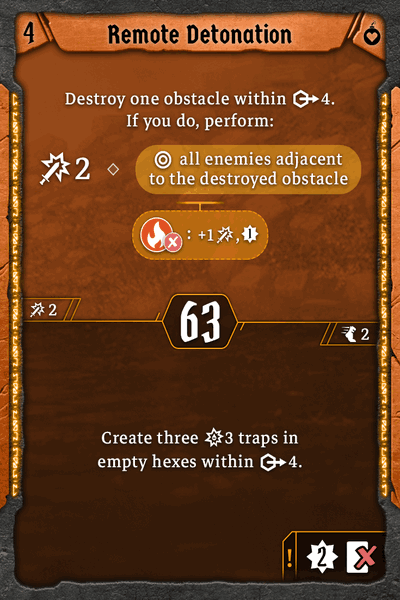 4
Remote Detonation
Destroy one obstacle within 4.
If you do, perform:
2
all enemies adjacent
to the destroyed obstacle
: +1, 1
2
63
2
Create three 3 traps in
empty hexes within 4.
! 2